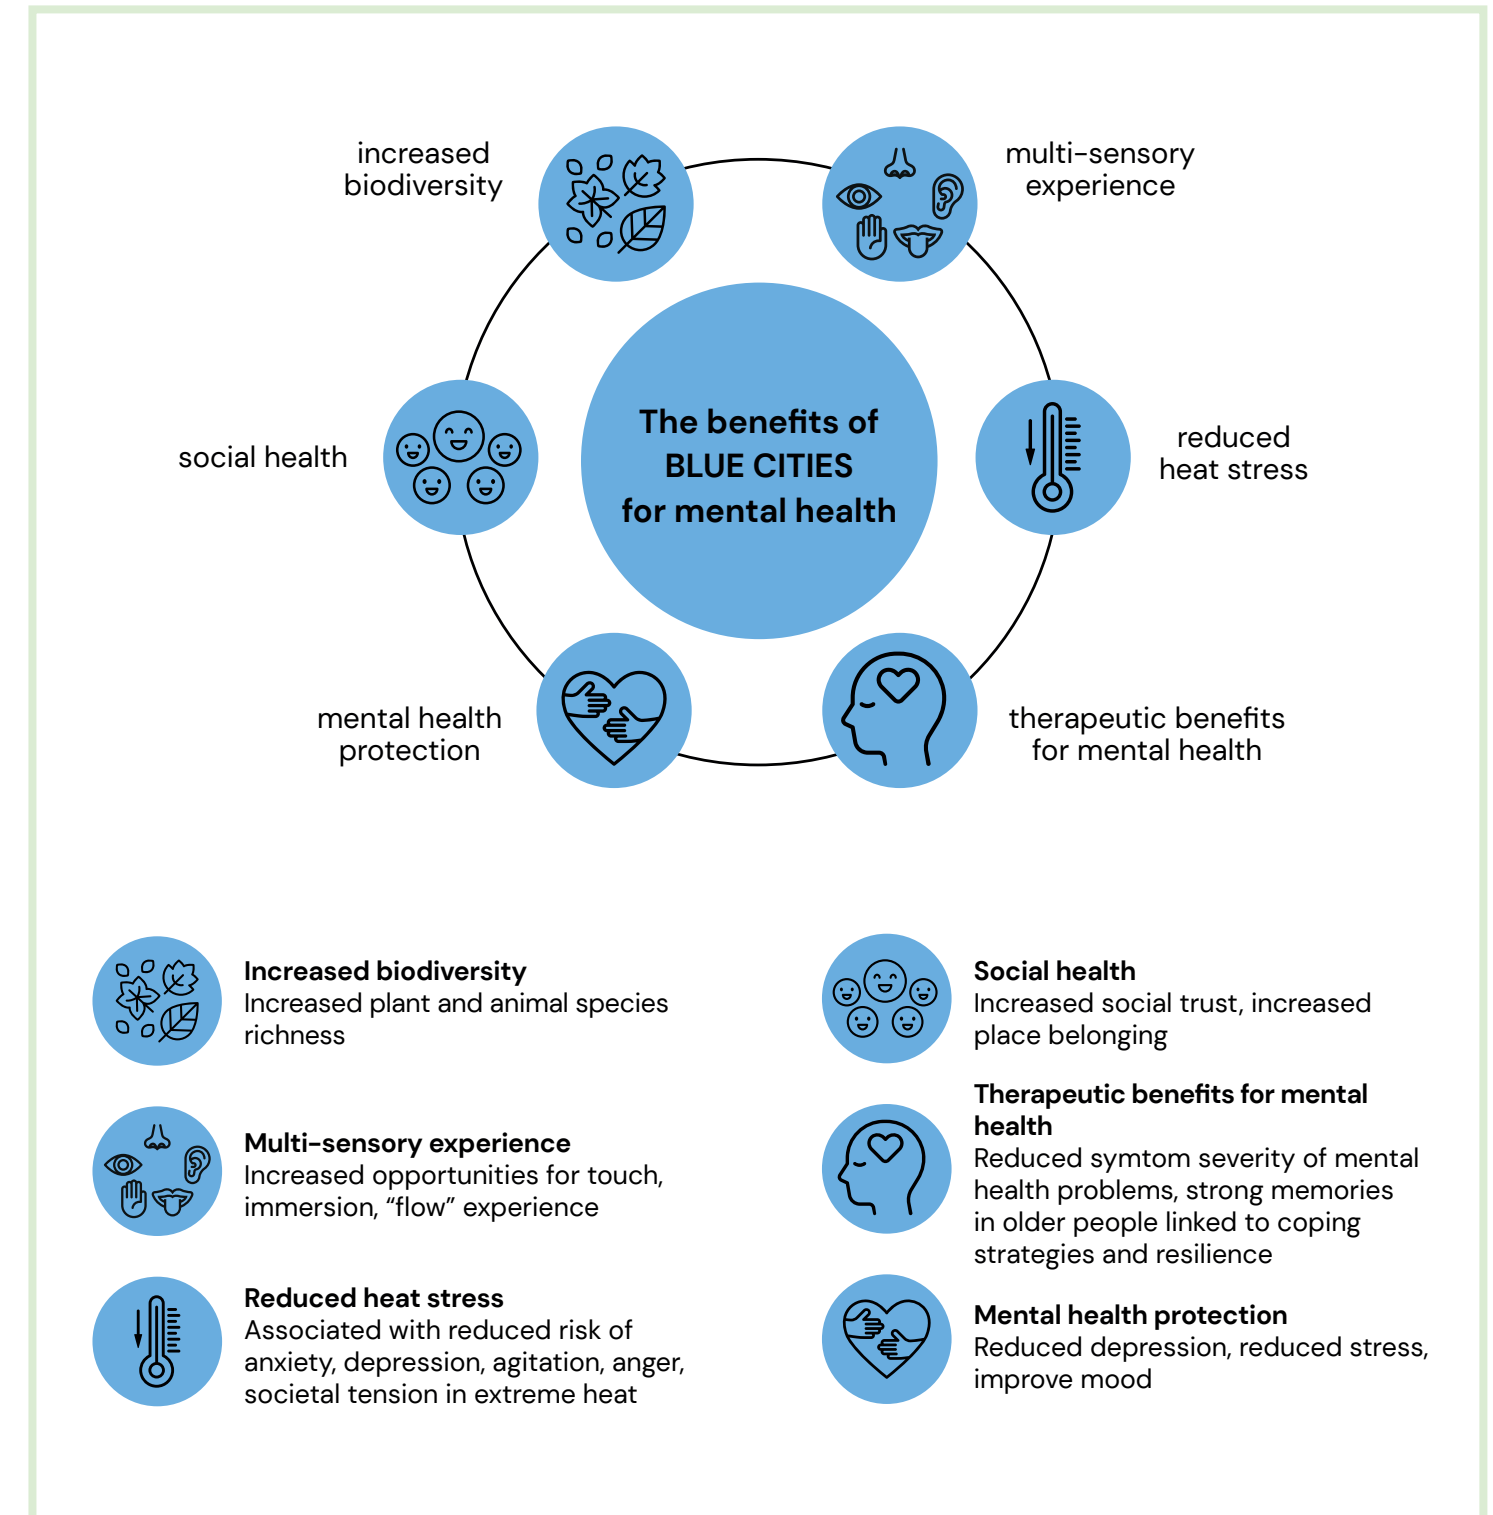 increased
biodiversity
multi-sensory
experience
social health
The benefits of
BLUE CITIES
for mental health
reduced
heat stress
mental health
protection
therapeutic benefits
for mental health
Increased biodiversity
Increased plant and animal species
richness
Multi-sensory experience
Increased opportunities for touch,
immersion, “flow” experience
Reduced heat stress
Associated with reduced risk of
anxiety, depression, agitation, anger,
societal tension in extreme heat
Social health
Increased social trust, increased
place belonging
Therapeutic benefits for mental
health
Reduced symtom severity of mental
health problems, strong memories
in older people linked to coping
strategies and resilience
Mental health protection
Reduced depression, reduced stress,
improve mood